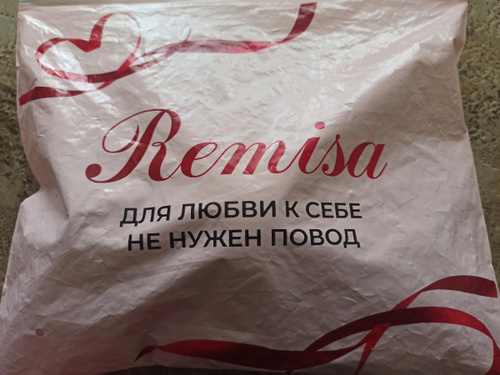 Remisa
ДЛЯ ЛЮБВИ К СЕБЕ
НЕ НУЖЕН ПОВОД